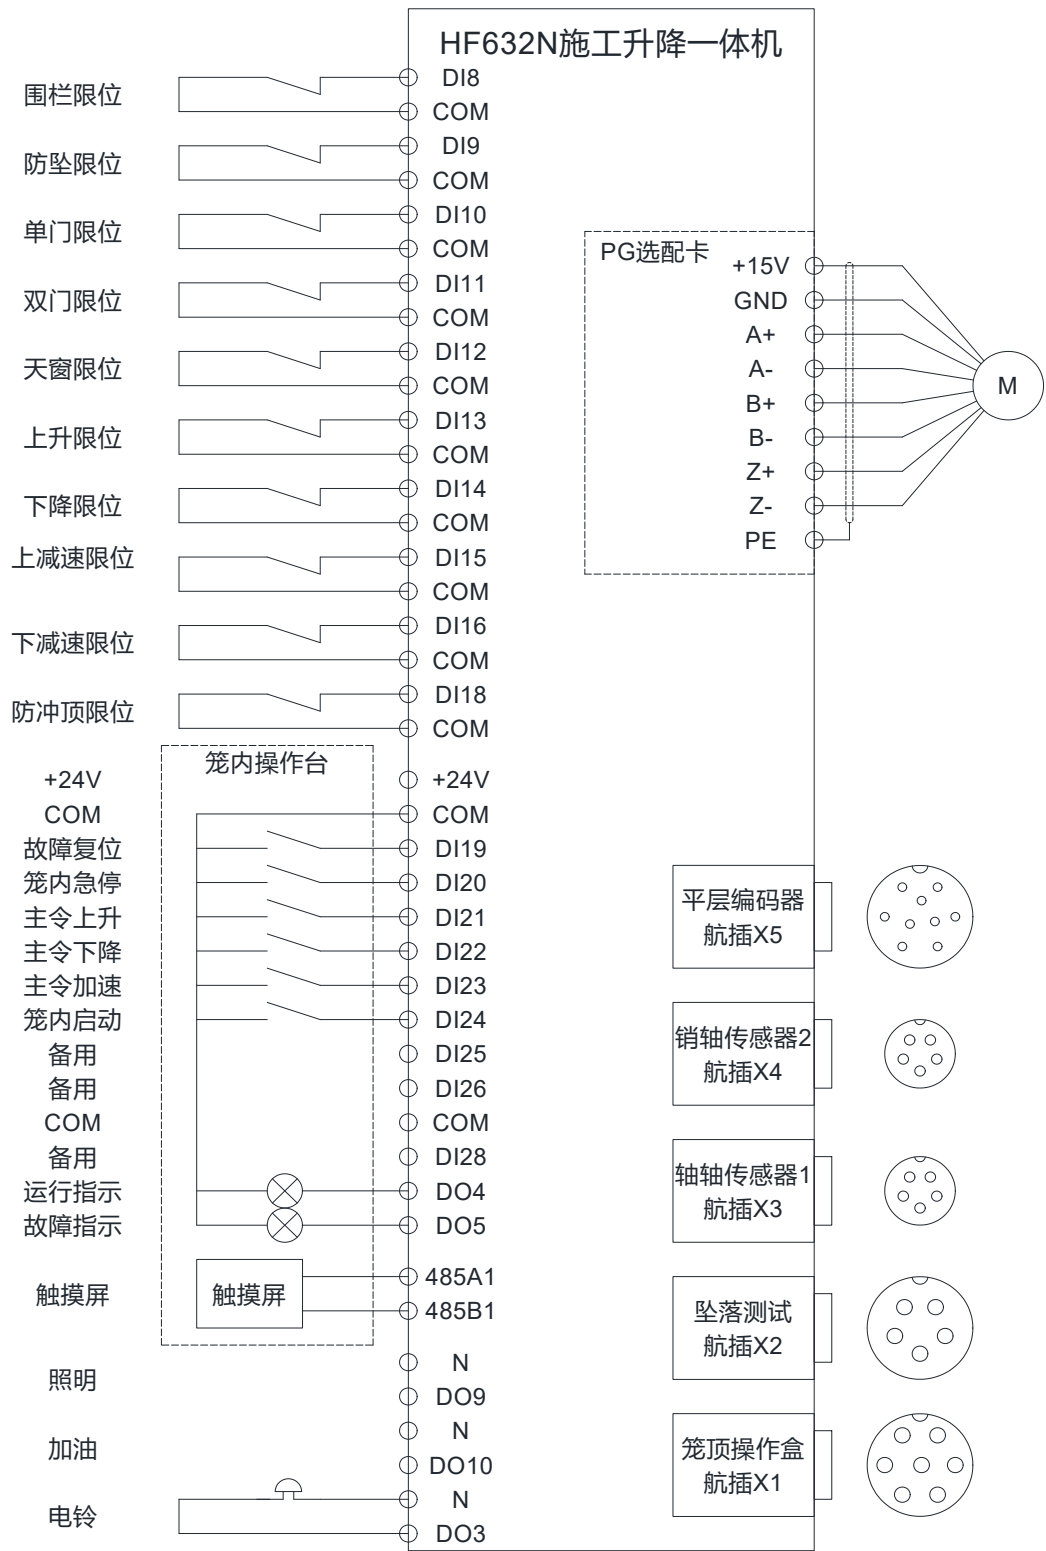 HF632N施工升降一体机
围栏限位
DI8
COM
防坠限位
DI9
COM
单门限位
DI10
COM
双门限位
DI11
COM
天窗限位
DI12
COM
上升限位
DI13
COM
下降限位
DI14
COM
上减速限位
DI15
COM
下减速限位
DI16
COM
防冲顶限位
DI18
COM
PG选配卡
+15V
GND
A+
A-
B+
B-
Z+
Z-
PE
M
笼内操作台
+24V
+24V
COM
COM
故障复位
DI19
笼内急停
DI20
主令上升
DI21
主令下降
DI22
主令加速
DI23
笼内启动
DI24
备用
DI25
备用
DI26
COM
COM
备用
DI28
运行指示
DO4
故障指示
DO5
触摸屏
触摸屏
485A1
485B1
照明
N
DO9
加油
N
DO10
电铃
N
DO3
平层编码器
航插X5
销轴传感器2
航插X4
轴轴传感器1
航插X3
坠落测试
航插X2
笼顶操作盒
航插X1